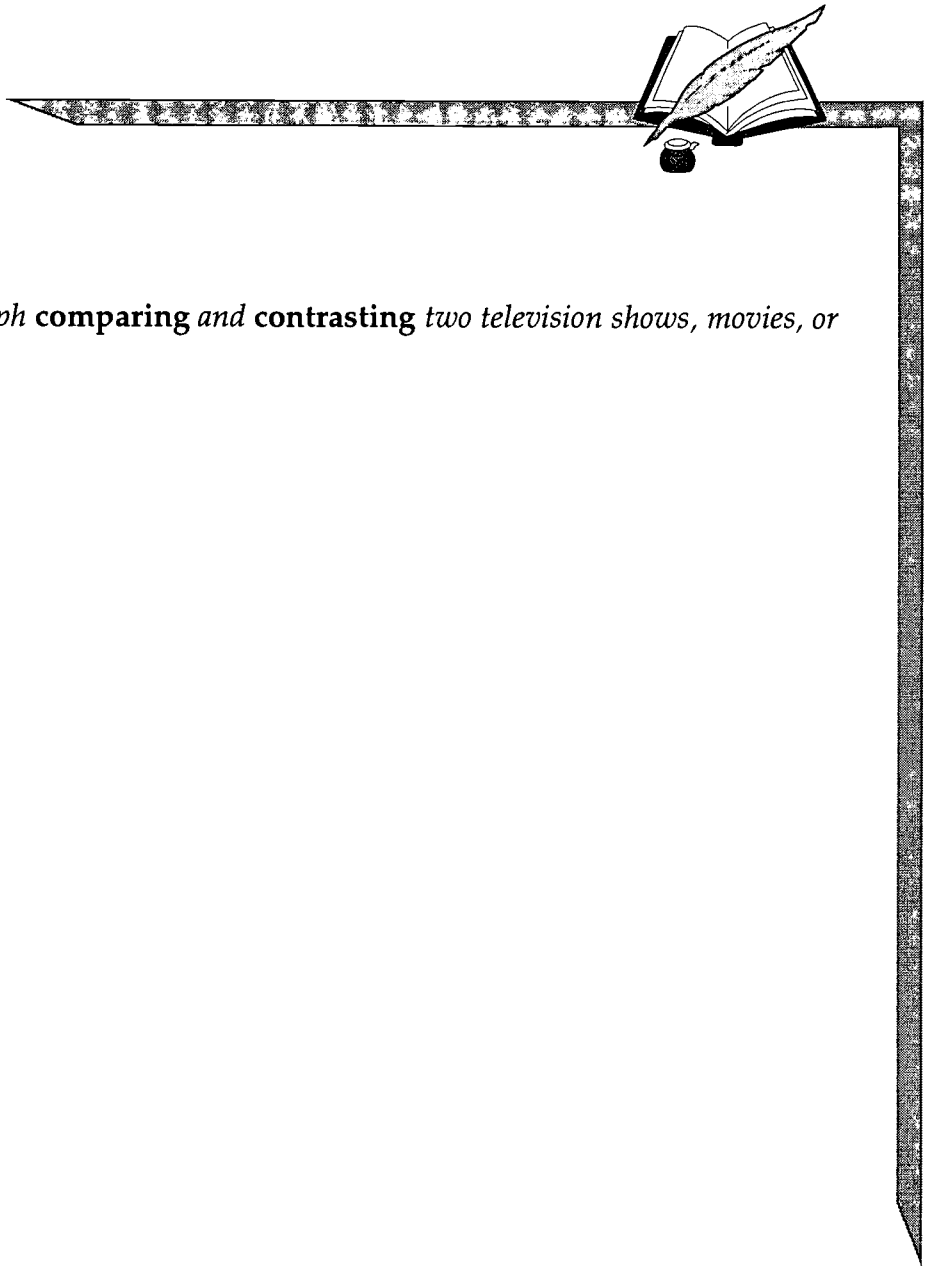 ph comparing and contrasting two television shows, movies, or